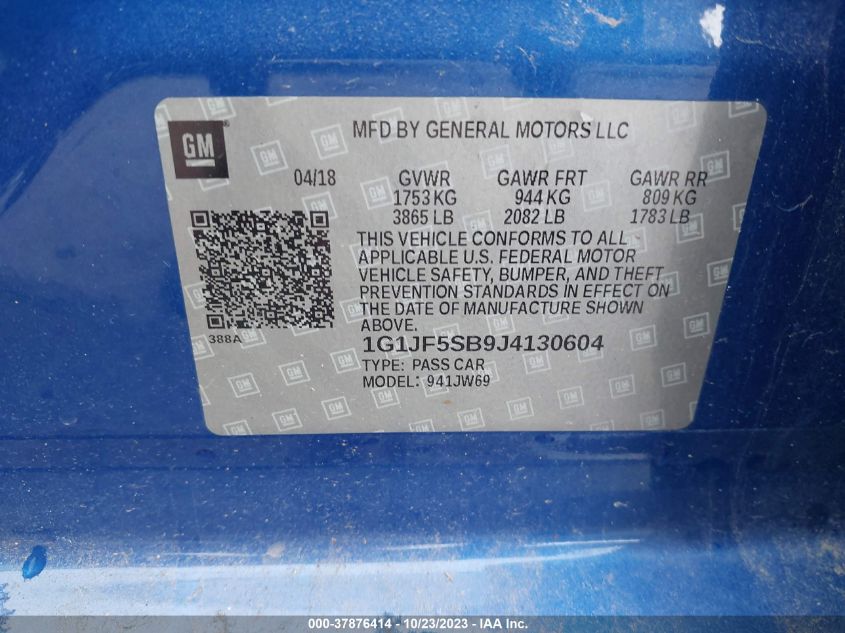 GM
MFD BY GENERAL MOTORS LLC
04/18 GVWR GAWR FRT GAWR RR
1753 KG 944 KG 809 KG
3865 LB 2082 LB 1783 LB
THIS VEHICLE CONFORMS TO ALL
APPLICABLE U.S. FEDERAL MOTOR
VEHICLE SAFETY, BUMPER, AND THEFT
PREVENTION STANDARDS IN EFFECT ON
THE DATE OF MANUFACTURE SHOWN
ABOVE.
388A
1G1JF5SB9J4130604
TYPE: PASS CAR
MODEL: 941JW69
000-37876414 - 10/23/2023 - IAA Inc.